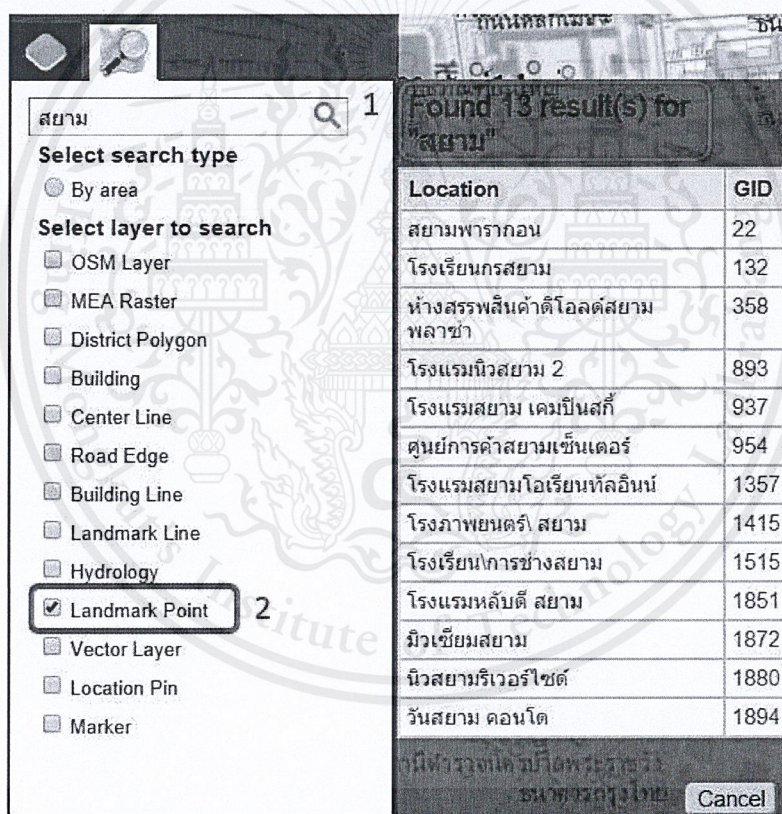 สยาม
1
Select search type
By area
Select layer to search
OSM Layer
MEA Raster
District Polygon
Building
Center Line
Road Edge
Building Line
Landmark Line
Hydrology
Landmark Point
2
Vector Layer
Location Pin
Marker
Found 13 result(s) for
"สยาม"
Location GID
สยามพารากอน 22
โรงเรียนกรสยาม 132
ห้างสรรพสินค้าดิโอลด์สยาม
พลาซ่า 358
โรงแรมนิวสยาม 2 893
โรงแรมสยาม เคมปินสกี้ 937
ศูนย์การค้าสยามเซ็นเตอร์ 954
โรงแรมสยามโอเรียนทัลอินน์ 1357
โรงภาพยนตร์\ สยาม 1415
โรงเรียน\การช่างสยาม 1515
โรงแรมหลับดี สยาม 1851
มิวเซียมสยาม 1872
นิวสยามริเวอร์ไซด์ 1880
วันสยาม คอนโด 1894
ธนาคารกรุงไทย
Cancel